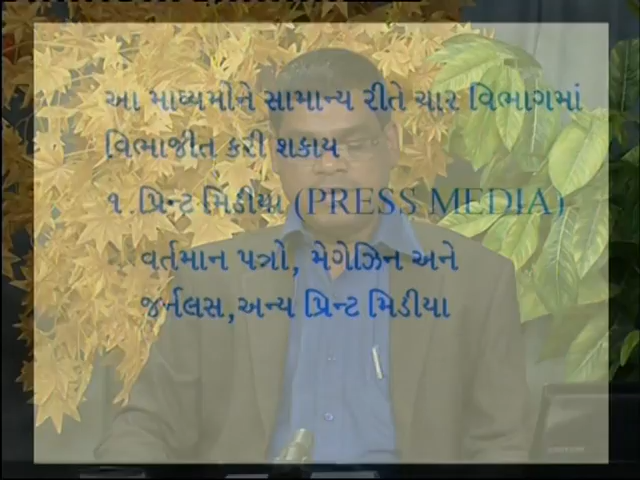 આ માધ્યમોને સામાન્ય રીતે ચાર વિભાગમાં
વિભાજીત કરી શકાય
૧. પ્રિન્ટ મિડીયા (PRESS MEDIA)
વર્તમાન પત્રો, મેગેઝિન અને
જર્નલસ,અન્ય પ્રિન્ટ મિડીયા